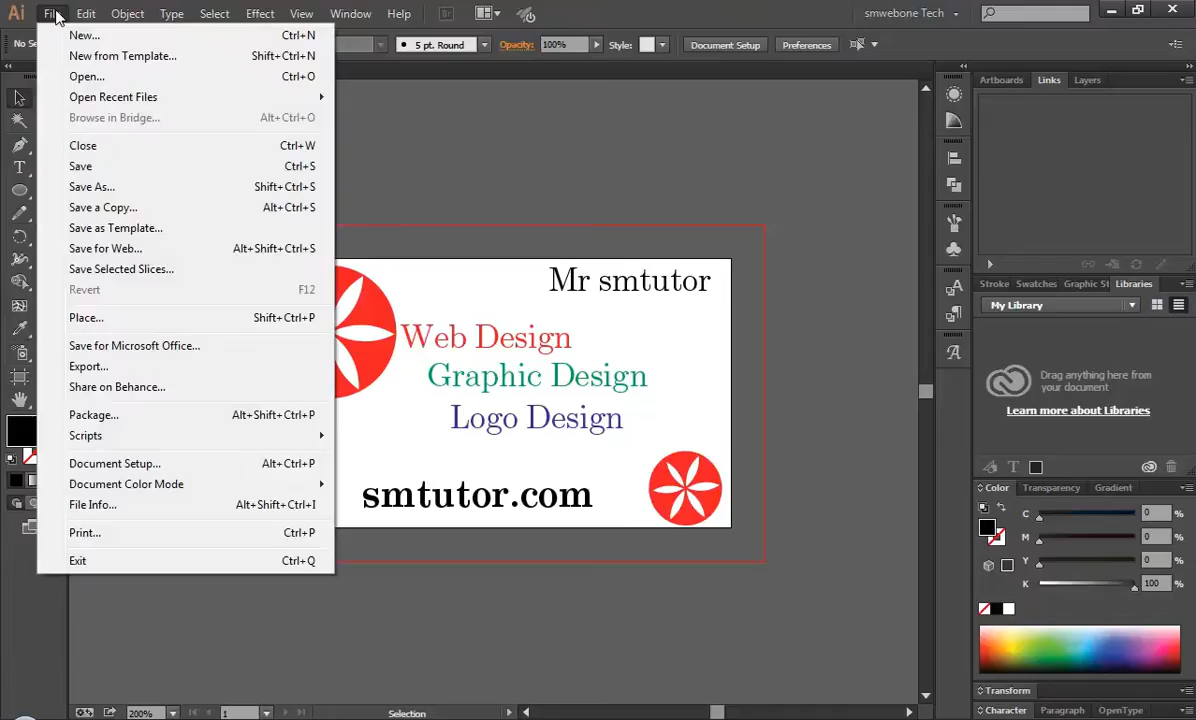 Ai File Edit Object Type Select Effect View Window Help Br smwebone Tech
No Se 5 pt. Round Opacity: 100% Style: Document Setup Preferences
New... Ctrl+N
New from Template... Shift+Ctrl+N
Open... Ctrl+O
Open Recent Files
Browse in Bridge... Alt+Ctrl+O
Close Ctrl+W
Save Ctrl+S
Save As... Shift+Ctrl+S
Save a Copy... Alt+Ctrl+S
Save as Template...
Save for Web... Alt+Shift+Ctrl+S
Save Selected Slices...
Revert F12
Place... Shift+Ctrl+P
Save for Microsoft Office...
Export...
Share on Behance...
Package... Alt+Shift+Ctrl+P
Scripts
Document Setup... Alt+Ctrl+P
Document Color Mode
File Info... Alt+Shift+Ctrl+I
Print... Ctrl+P
Exit Ctrl+Q
Mr smtutor
Web Design
Graphic Design
Logo Design
smtutor.com
Artboards Links Layers
Stroke Swatches Graphic St Libraries
My Library
Drag anything here from
your document
Learn more about Libraries
Color Transparency Gradient
C 0 %
M 0 %
Y 0 %
K 100 %
Transform
Character Paragraph OpenType
200% 1 Selection